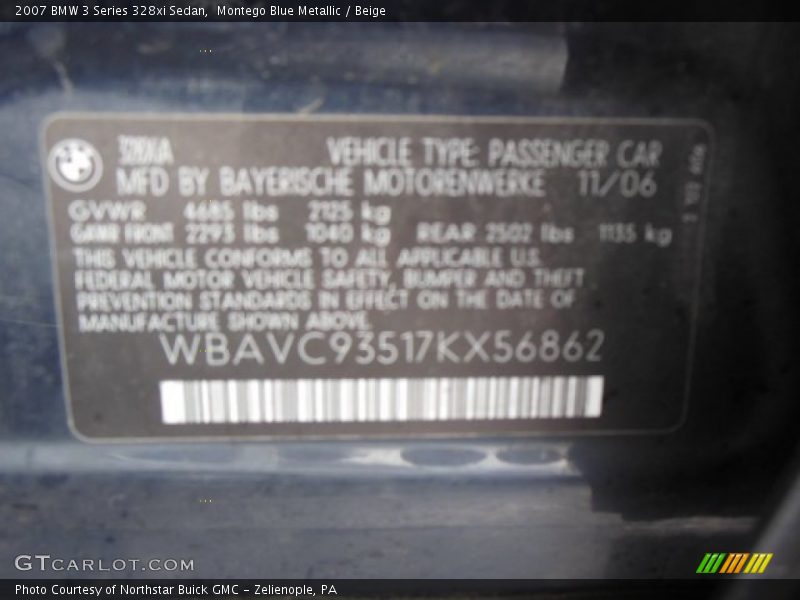 2007 BMW 3 Series 328xi Sedan,  Montego Blue Metallic / Beige
328XiA VEHICLE TYPE: PASSENGER CAR
MFD BY BAYERISCHE MOTORENWERKE 11/06
GVWR 4685 lbs 2125 kg
GAWR FRONT 2293 lbs 1040 kg REAR 2502 lbs 1135 kg
THIS VEHICLE CONFORMS TO ALL APPLICABLE U.S.
FEDERAL MOTOR VEHICLE SAFETY, BUMPER AND THEFT
PREVENTION STANDARDS IN EFFECT ON THE DATE OF
MANUFACTURE SHOWN ABOVE.
WBAVC93517KX56862
GTCARLOT.COM
Photo Courtesy of Northstar Buick GMC - Zelienople, PA